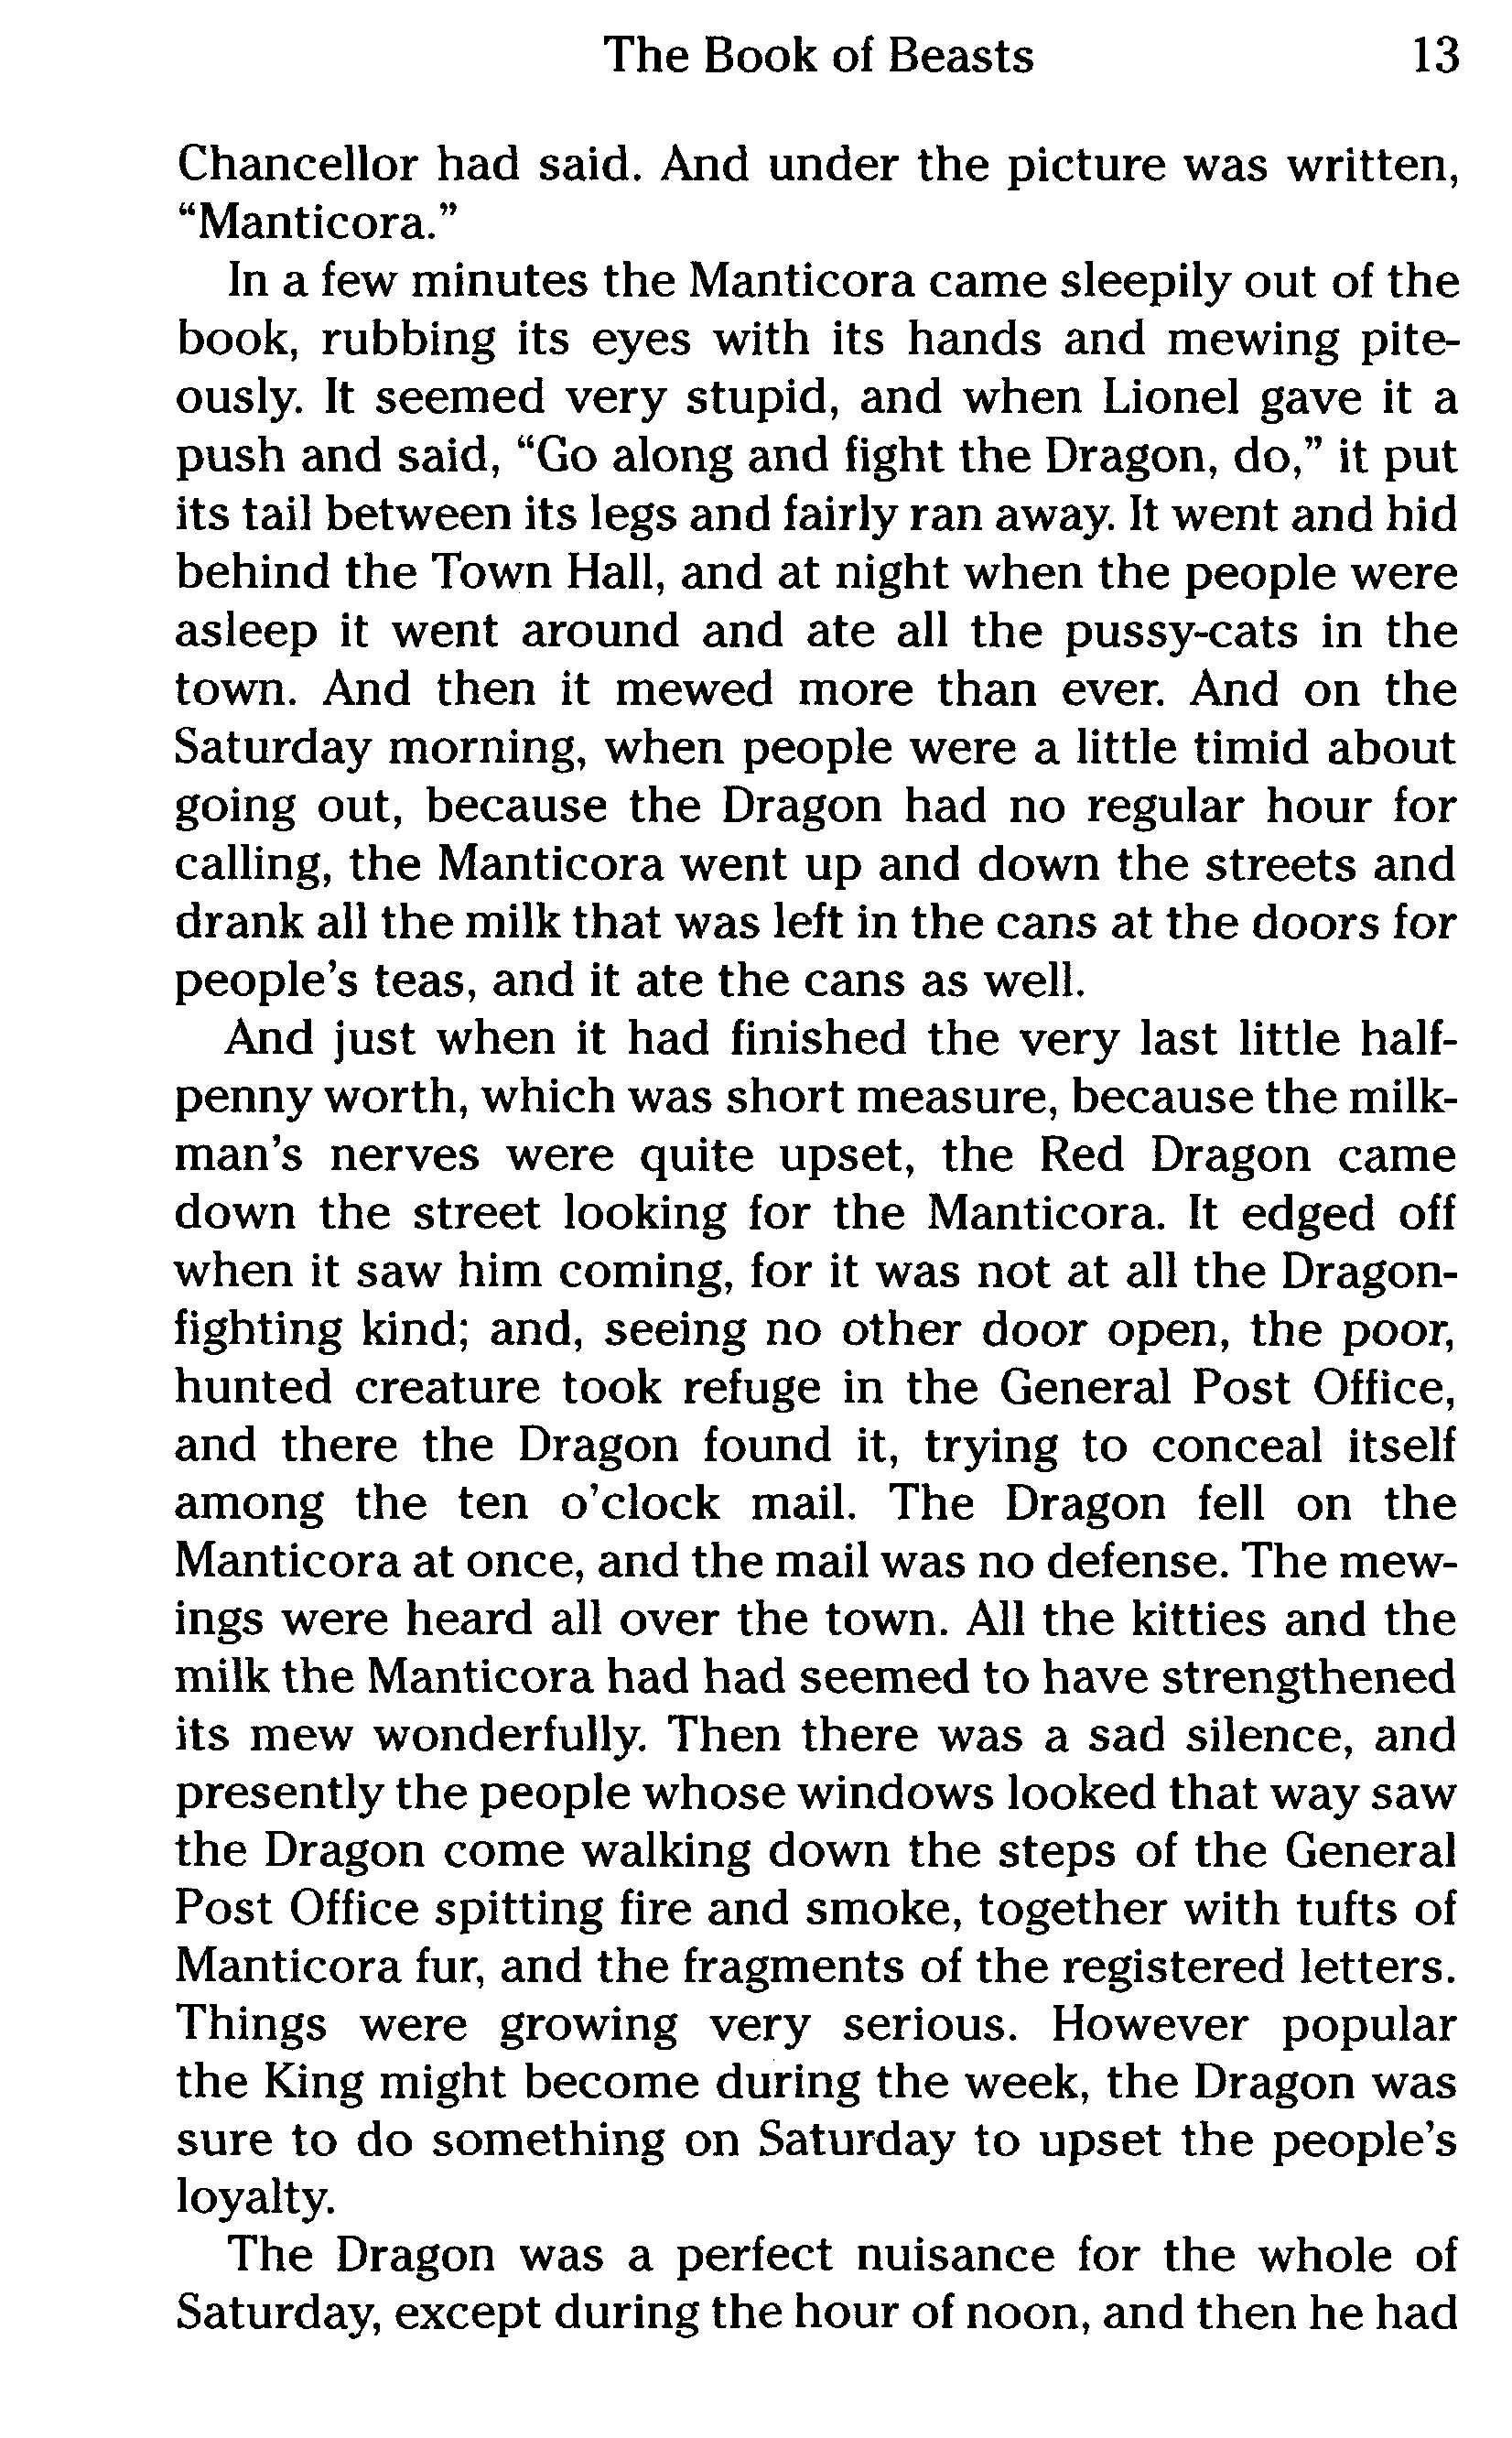 The Book of Beasts 13
Chancellor had said. And under the picture was written,
“Manticora.”
In a few minutes the Manticora came sleepily out of the
book, rubbing its eyes with its hands and mewing pite-
ously. It seemed very stupid, and when Lionel gave it a
push and said, “Go along and fight the Dragon, do,” it put
its tail between its legs and fairly ran away. It went and hid
behind the Town Hall, and at night when the people were
asleep it went around and ate all the pussy-cats in the
town. And then it mewed more than ever. And on the
Saturday morning, when people were a little timid about
going out, because the Dragon had no regular hour for
calling, the Manticora went up and down the streets and
drank all the milk that was left in the cans at the doors for
people’s teas, and it ate the cans as well.
And just when it had finished the very last little half-
penny worth, which was short measure, because the milk-
man’s nerves were quite upset, the Red Dragon came
down the street looking for the Manticora. It edged off
when it saw him coming, for it was not at all the Dragon-
fighting kind; and, seeing no other door open, the poor,
hunted creature took refuge in the General Post Office,
and there the Dragon found it, trying to conceal itself
among the ten o’clock mail. The Dragon fell on the
Manticora at once, and the mail was no defense. The mew-
ings were heard all over the town. All the kitties and the
milk the Manticora had had seemed to have strengthened
its mew wonderfully. Then there was a sad silence, and
presently the people whose windows looked that way saw
the Dragon come walking down the steps of the General
Post Office spitting fire and smoke, together with tufts of
Manticora fur, and the fragments of the registered letters.
Things were growing very serious. However popular
the King might become during the week, the Dragon was
sure to do something on Saturday to upset the people’s
loyalty.
The Dragon was a perfect nuisance for the whole of
Saturday, except during the hour of noon, and then he had